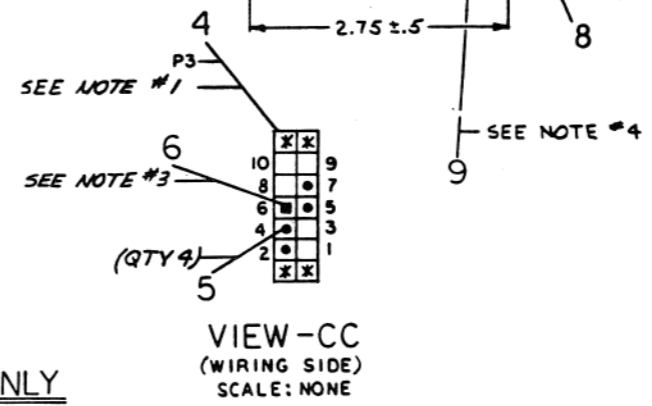 4
2.75 ±.5
8
P3
SEE NOTE #1
SEE NOTE #4
9
6
SEE NOTE #3
* *
10 9
8 7
6 5
4 3
2 1
* *
(QTY 4)
5
VIEW-CC
(WIRING SIDE)
SCALE: NONE
NLY